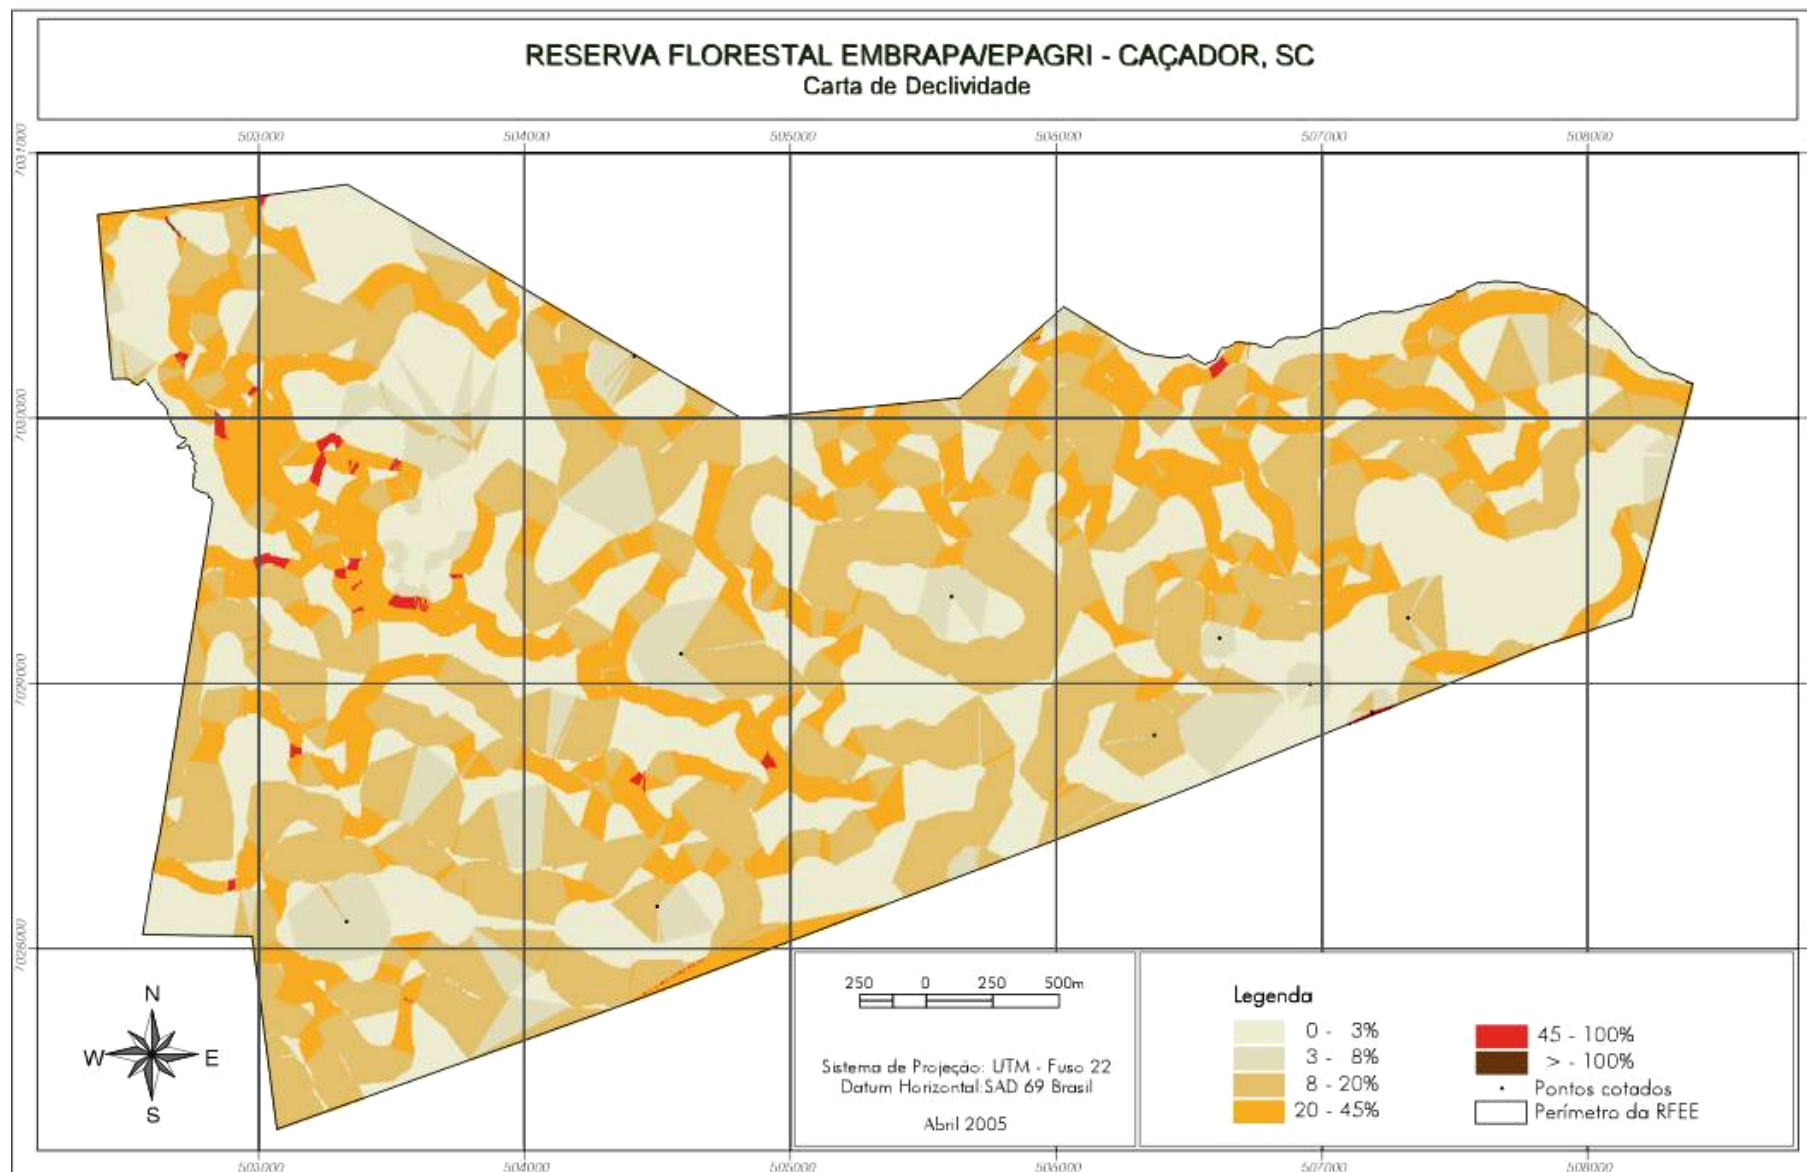 RESERVA FLORESTAL EMBRAPA/EPAGRI - CAÇADOR, SC
Carta de Declividade
503000 504000 505000 506000 507000 508000
7031000
7030000
7029000
7028000
N
W E
S
250 0 250 500m
Sistema de Projeção: UTM - Fuso 22
Datum Horizontal:SAD 69 Brasil
Abril 2005
Legenda
0 - 3%
3 - 8%
8 - 20%
20 - 45%
45 - 100%
> - 100%
Pontos cotados
Perímetro da RFEE
503000 504000 505000 506000 507000 508000